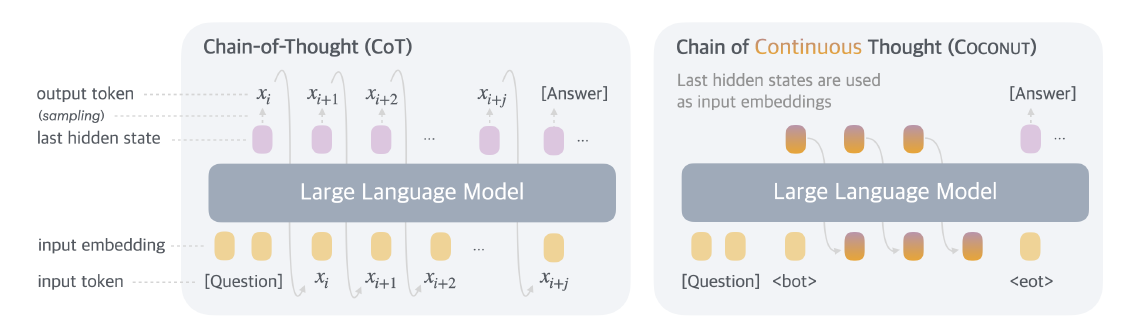 Chain-of-Thought (CoT)
output token
(sampling)
last hidden state
x_i x_{i+1} x_{i+2} x_{i+j} [Answer]
... ...
Large Language Model
input embedding
...
input token
[Question] x_i x_{i+1} x_{i+2} x_{i+j}
Chain of Continuous Thought (COCONUT)
Last hidden states are used
as input embeddings
[Answer]
...
Large Language Model
[Question] <bot> <eot>